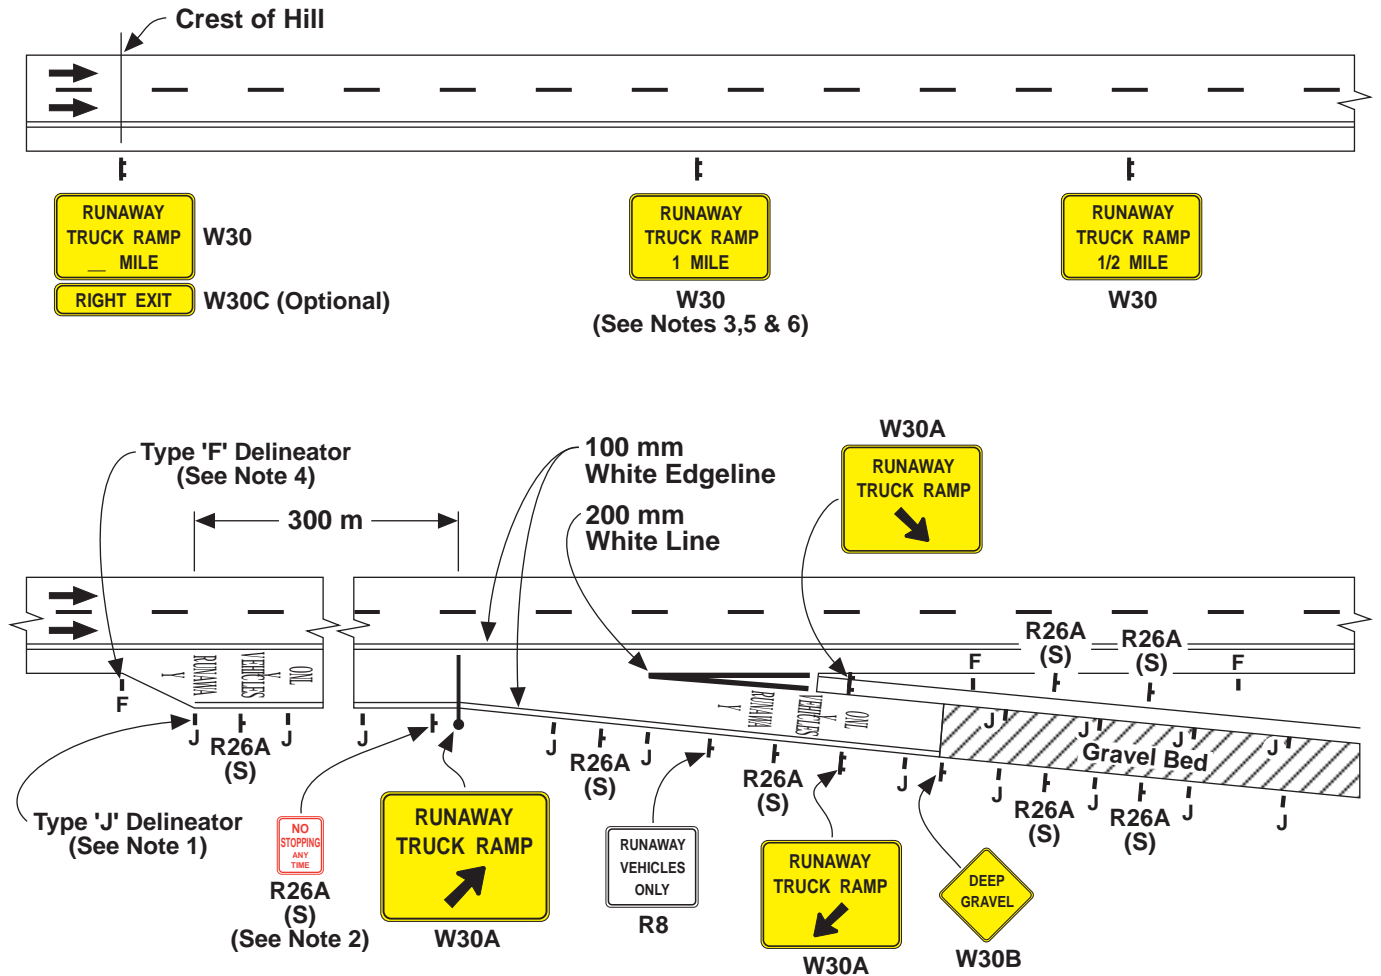 Crest of Hill
RUNAWAY
TRUCK RAMP
__ MILE
W30
RIGHT EXIT
W30C (Optional)
RUNAWAY
TRUCK RAMP
1 MILE
W30
(See Notes 3,5 & 6)
RUNAWAY
TRUCK RAMP
1/2 MILE
W30
Type 'F' Delineator
(See Note 4)
300 m
100 mm
White Edgeline
200 mm
White Line
W30A
RUNAWAY
TRUCK RAMP
F
ONL
Y
VEHICLES
RUNAWA
Y
J
R26A
(S)
J
J
Type 'J' Delineator
(See Note 1)
NO
STOPPING
ANY
TIME
R26A
(S)
(See Note 2)
RUNAWAY
TRUCK RAMP
W30A
J
R26A
(S)
J
RUNAWAY
VEHICLES
ONLY
R8
ONL
Y
VEHICLES
RUNAWA
Y
R26A
(S)
RUNAWAY
TRUCK RAMP
W30A
J
DEEP
GRAVEL
W30B
F
R26A
(S)
R26A
(S)
F
J
J
J
J
Gravel Bed
J
R26A
(S)
J
R26A
(S)
J
J